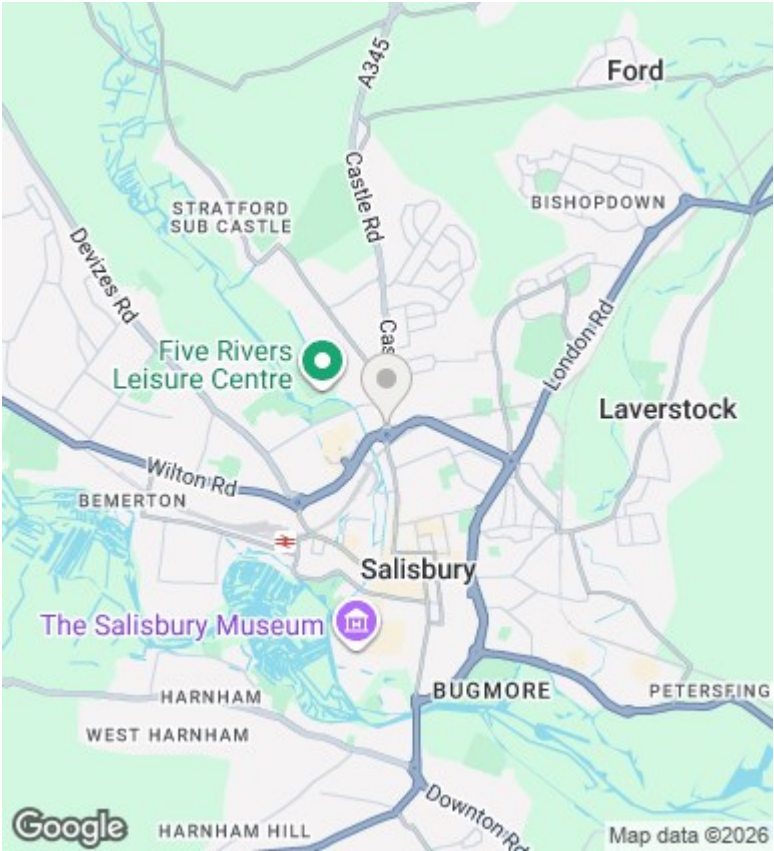 A345
Ford
Castle Rd
BISHOPDOWN
STRATFORD
SUB CASTLE
Devizes Rd
London Rd
Cas
Five Rivers
Leisure Centre
Laverstock
Wilton Rd
BEMERTON
Salisbury
The Salisbury Museum
HARNHAM
BUGMORE
PETERSFING
WEST HARNHAM
Downton Rd
Google
HARNHAM HILL
Map data ©2026